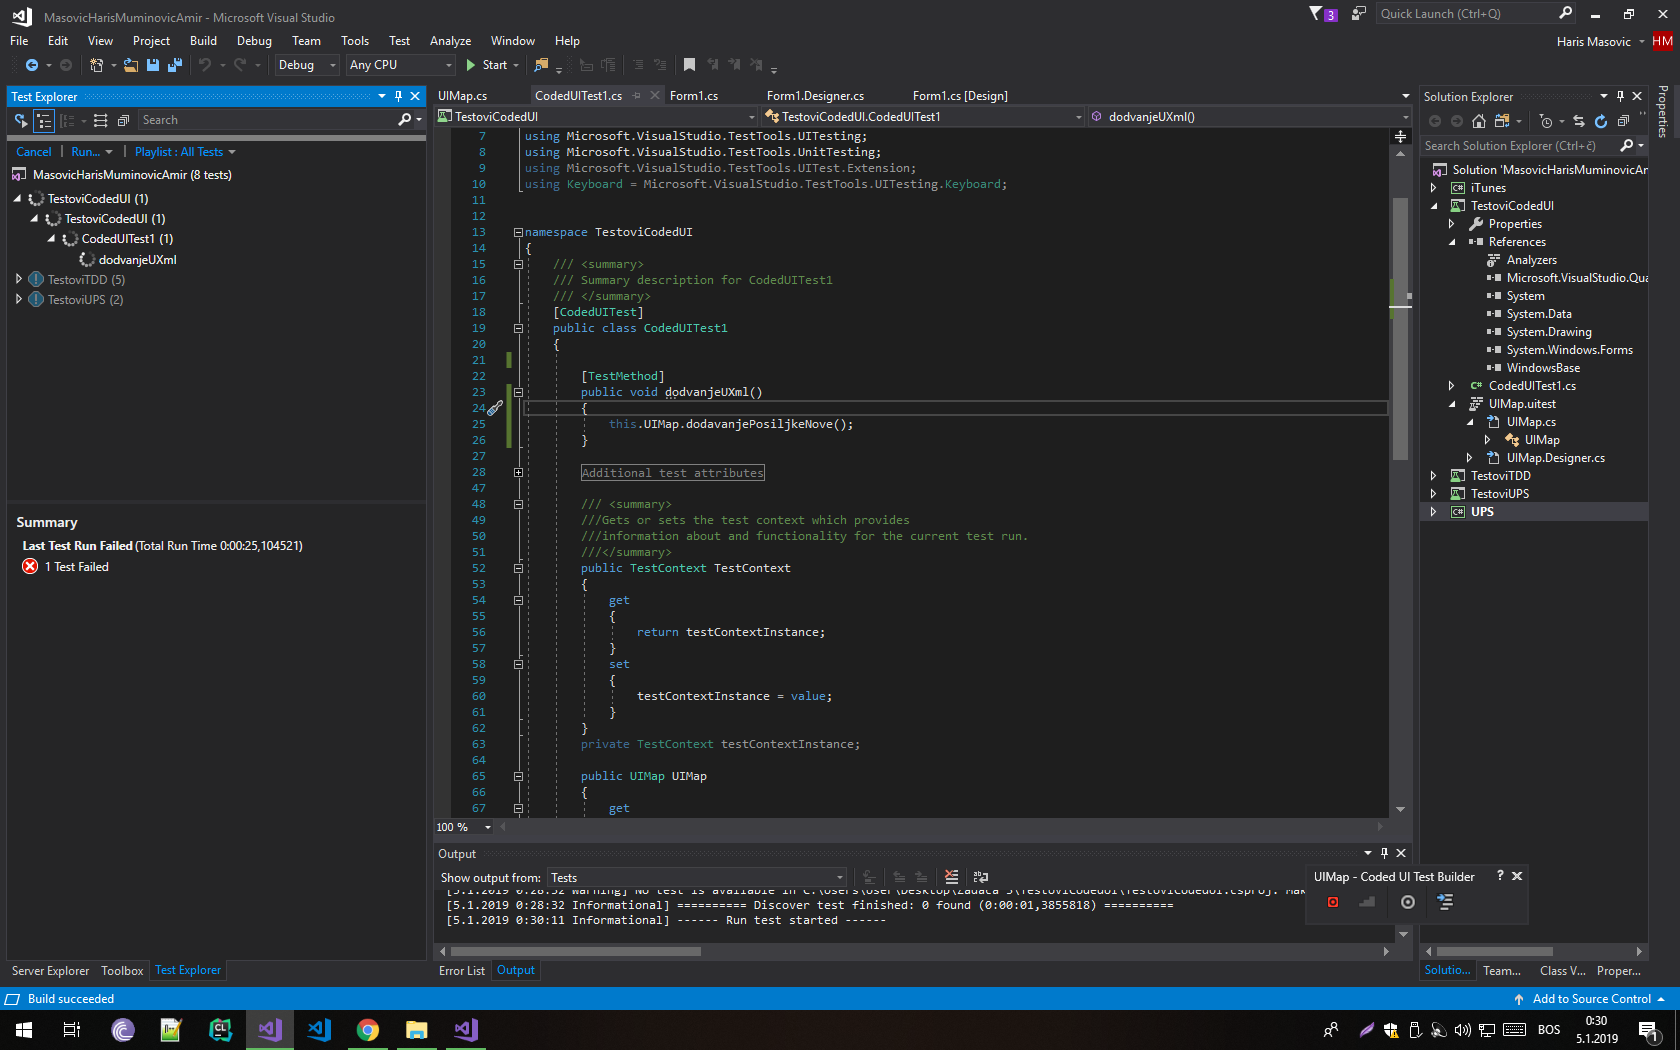 MasovicHarisMuminovicAmir - Microsoft Visual Studio
3
Quick Launch (Ctrl+Q)
File Edit View Project Build Debug Team Tools Test Analyze Window Help
Haris Masovic HM
Debug Any CPU Start
Test Explorer
Search
Cancel | Run... | Playlist : All Tests
MasovicHarisMuminovicAmir (8 tests)
TestoviCodedUI (1)
TestoviCodedUI (1)
CodedUITest1 (1)
dodvanjeUXml
TestoviTDD (5)
TestoviUPS (2)
Summary
Last Test Run Failed (Total Run Time 0:00:25,104521)
1 Test Failed
Server Explorer Toolbox Test Explorer
UIMap.cs CodedUITest1.cs Form1.cs Form1.Designer.cs Form1.cs [Design]
TestoviCodedUI TestoviCodedUI.CodedUITest1 dodvanjeUXml()
7 using Microsoft.VisualStudio.TestTools.UITesting;
8 using Microsoft.VisualStudio.TestTools.UnitTesting;
9 using Microsoft.VisualStudio.TestTools.UITest.Extension;
10 using Keyboard = Microsoft.VisualStudio.TestTools.UITesting.Keyboard;
11
12
13 namespace TestoviCodedUI
14 {
15 /// <summary>
16 /// Summary description for CodedUITest1
17 /// </summary>
18 [CodedUITest]
19 public class CodedUITest1
20 {
21
22 [TestMethod]
23 public void dodvanjeUXml()
24 {
25 this.UIMap.dodavanjePosiljkeNove();
26 }
27
28 Additional test attributes
47
48 /// <summary>
49 ///Gets or sets the test context which provides
50 ///information about and functionality for the current test run.
51 ///</summary>
52 public TestContext TestContext
53 {
54 get
55 {
56 return testContextInstance;
57 }
58 set
59 {
60 testContextInstance = value;
61 }
62 }
63 private TestContext testContextInstance;
64
65 public UIMap UIMap
66 {
67 get
100 %
Output
Show output from: Tests
[5.1.2019 0:28:32 Warning] No test is available in C:\Users\User\Desktop\Zadaca 5\TestoviCodedUI\TestoviCodedUI.csproj. Mak
[5.1.2019 0:28:32 Informational] ========== Discover test finished: 0 found (0:00:01,3855818) ==========
[5.1.2019 0:30:11 Informational] ------ Run test started ------
Error List Output
UIMap - Coded UI Test Builder ?
Solution Explorer
Search Solution Explorer (Ctrl+č)
Solution 'MasovicHarisMuminovicAr
iTunes
TestoviCodedUI
Properties
References
Analyzers
Microsoft.VisualStudio.Qua
System
System.Data
System.Drawing
System.Windows.Forms
WindowsBase
CodedUITest1.cs
UIMap.uitest
UIMap.cs
UIMap
UIMap.Designer.cs
TestoviTDD
TestoviUPS
UPS
Solutio... Team... Class V... Proper...
Properties
Build succeeded
Add to Source Control
CL
BOS
0:30
5.1.2019
1